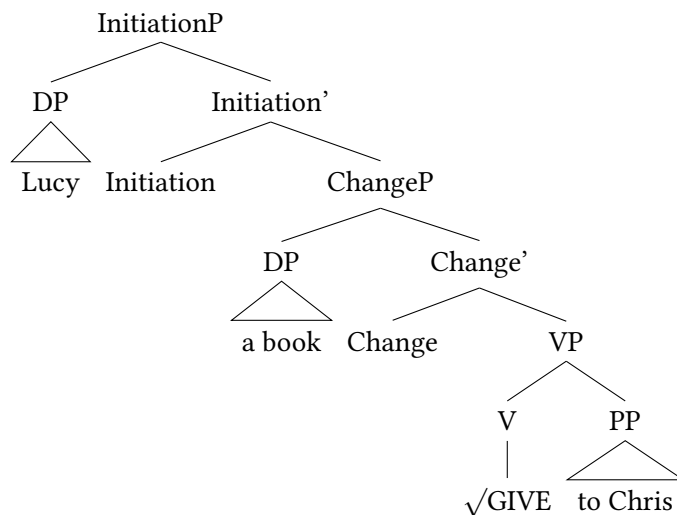 InitiationP
DP Initiation’
Lucy Initiation ChangeP
DP Change’
a book Change VP
V PP
√GIVE to Chris